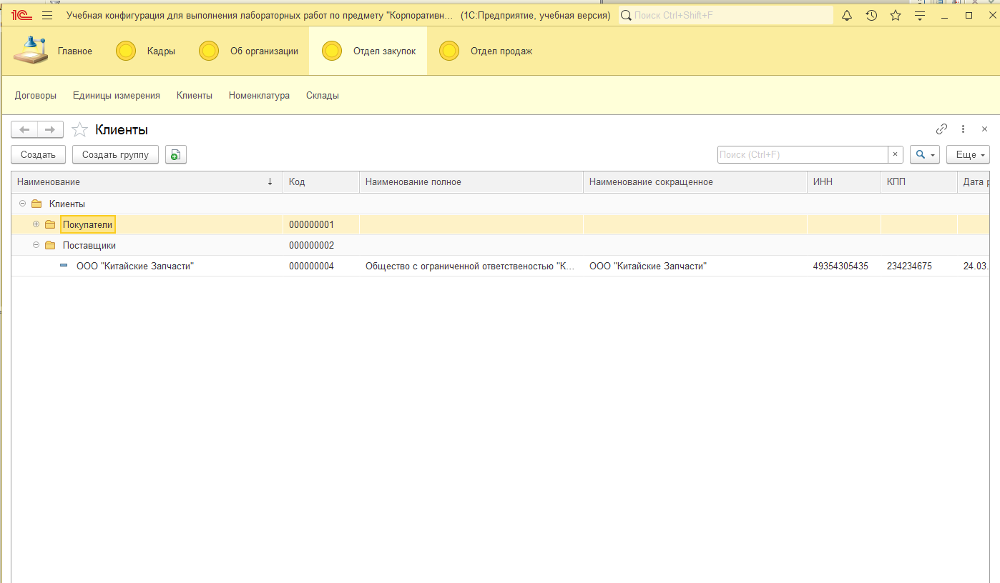 1С Учебная конфигурация для выполнения лабораторных работ по предмету "Корпоративн... (1С:Предприятие, учебная версия) Поиск Ctrl+Shift+F
Главное Кадры Об организации Отдел закупок Отдел продаж
Договоры Единицы измерения Клиенты Номенклатура Склады
Клиенты
Создать Создать группу Поиск (Ctrl+F) × Еще
Наименование ↓ Код Наименование полное Наименование сокращенное ИНН КПП Дата р
Клиенты
Покупатели 000000001
Поставщики 000000002
ООО "Китайские Запчасти" 000000004 Общество с ограниченной ответственостью "К... ООО "Китайские Запчасти" 49354305435 234234675 24.03.